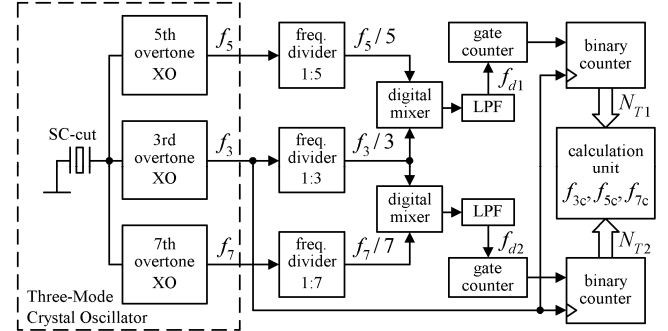 5th
overtone
XO
f5
freq.
divider
1:5
f5/5
gate
counter
fd1
binary
counter
NT1
digital
mixer
LPF
SC-cut
3rd
overtone
XO
f3
freq.
divider
1:3
f3/3
calculation
unit
f3c, f5c, f7c
digital
mixer
LPF
7th
overtone
XO
f7
freq.
divider
1:7
f7/7
fd2
gate
counter
NT2
binary
counter
Three-Mode
Crystal Oscillator